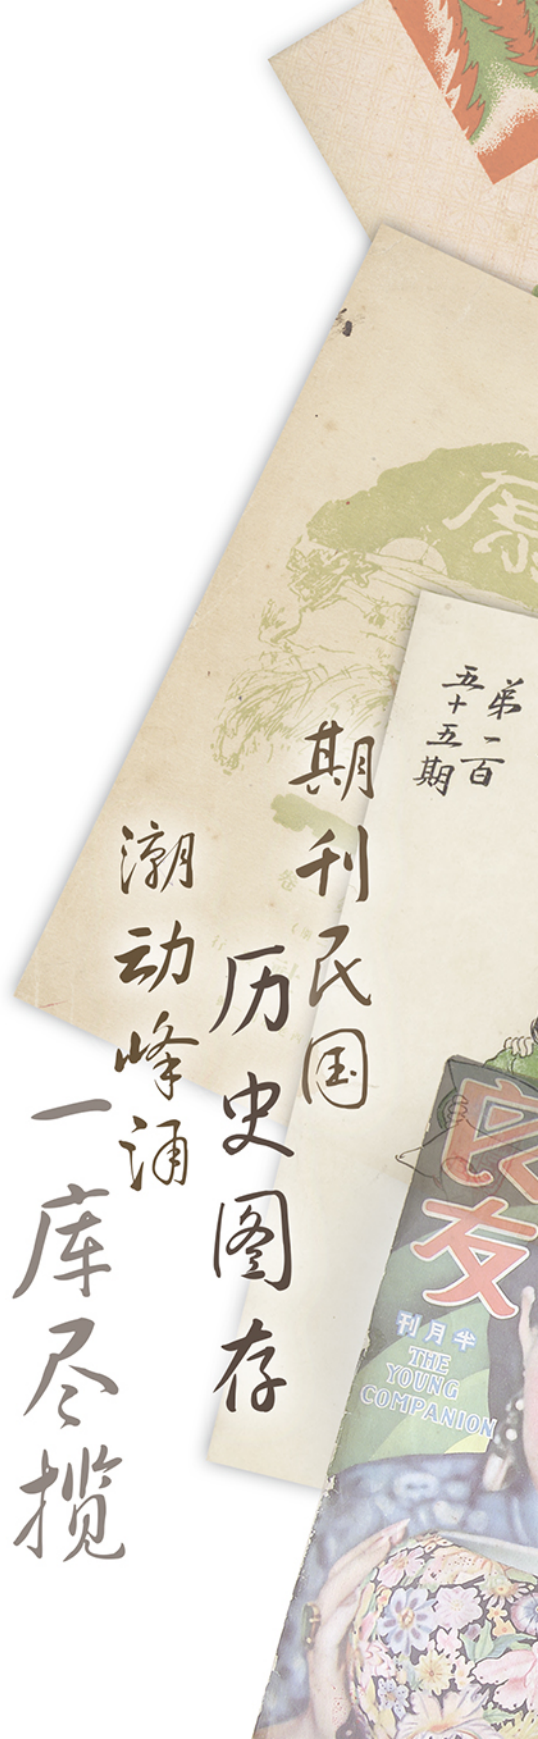 期刊民国
历史图存
潮动峰涌
一库尽揽
第一百
五十五期
良友
半月刊
THE
YOUNG
COMPANION